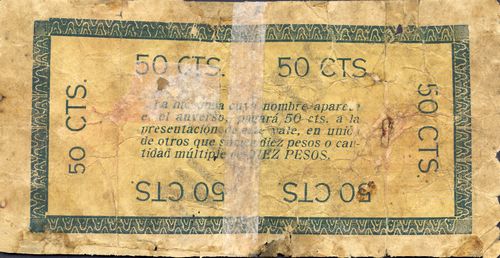 50 CTS. 50 CTS.
50 CTS.
La persona cuyo nombre aparece
en el anverso, pagará 50 cts. a la
presentación de este vale, en unión
de otros que sumen diez pesos o can-
tidad múltiple de DIEZ PESOS.
50 CTS.
50 CTS. 50 CTS.